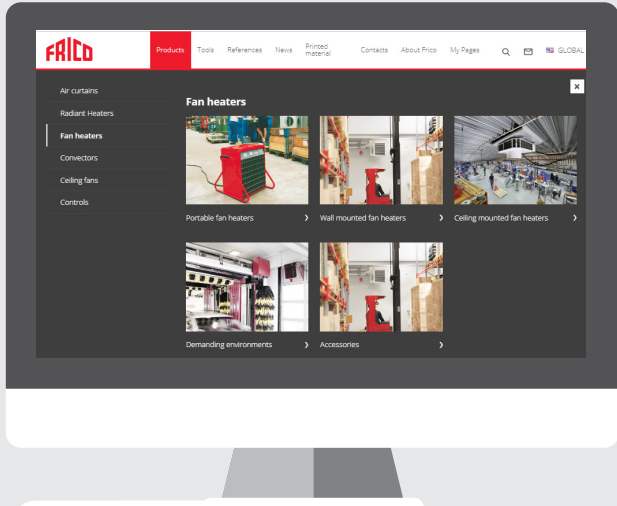 FRICO
Products
Tools
References
News
Printed
material
Contacts
About Frico
My Pages
GLOBAL
Air curtains
Radiant Heaters
Fan heaters
Convectors
Ceiling fans
Controls
Fan heaters
Portable fan heaters
Wall mounted fan heaters
Ceiling mounted fan heaters
Demanding environments
Accessories